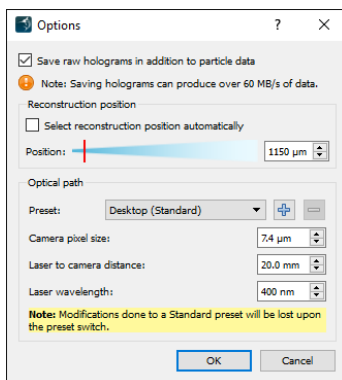 Options
?
Save raw holograms in addition to particle data
Note: Saving holograms can produce over 60 MB/s of data.
Reconstruction position
Select reconstruction position automatically
Position:
1150 µm
Optical path
Preset:
Desktop (Standard)
Camera pixel size:
7.4 µm
Laser to camera distance:
20.0 mm
Laser wavelength:
400 nm
Note: Modifications done to a Standard preset will be lost upon
the preset switch.
OK
Cancel